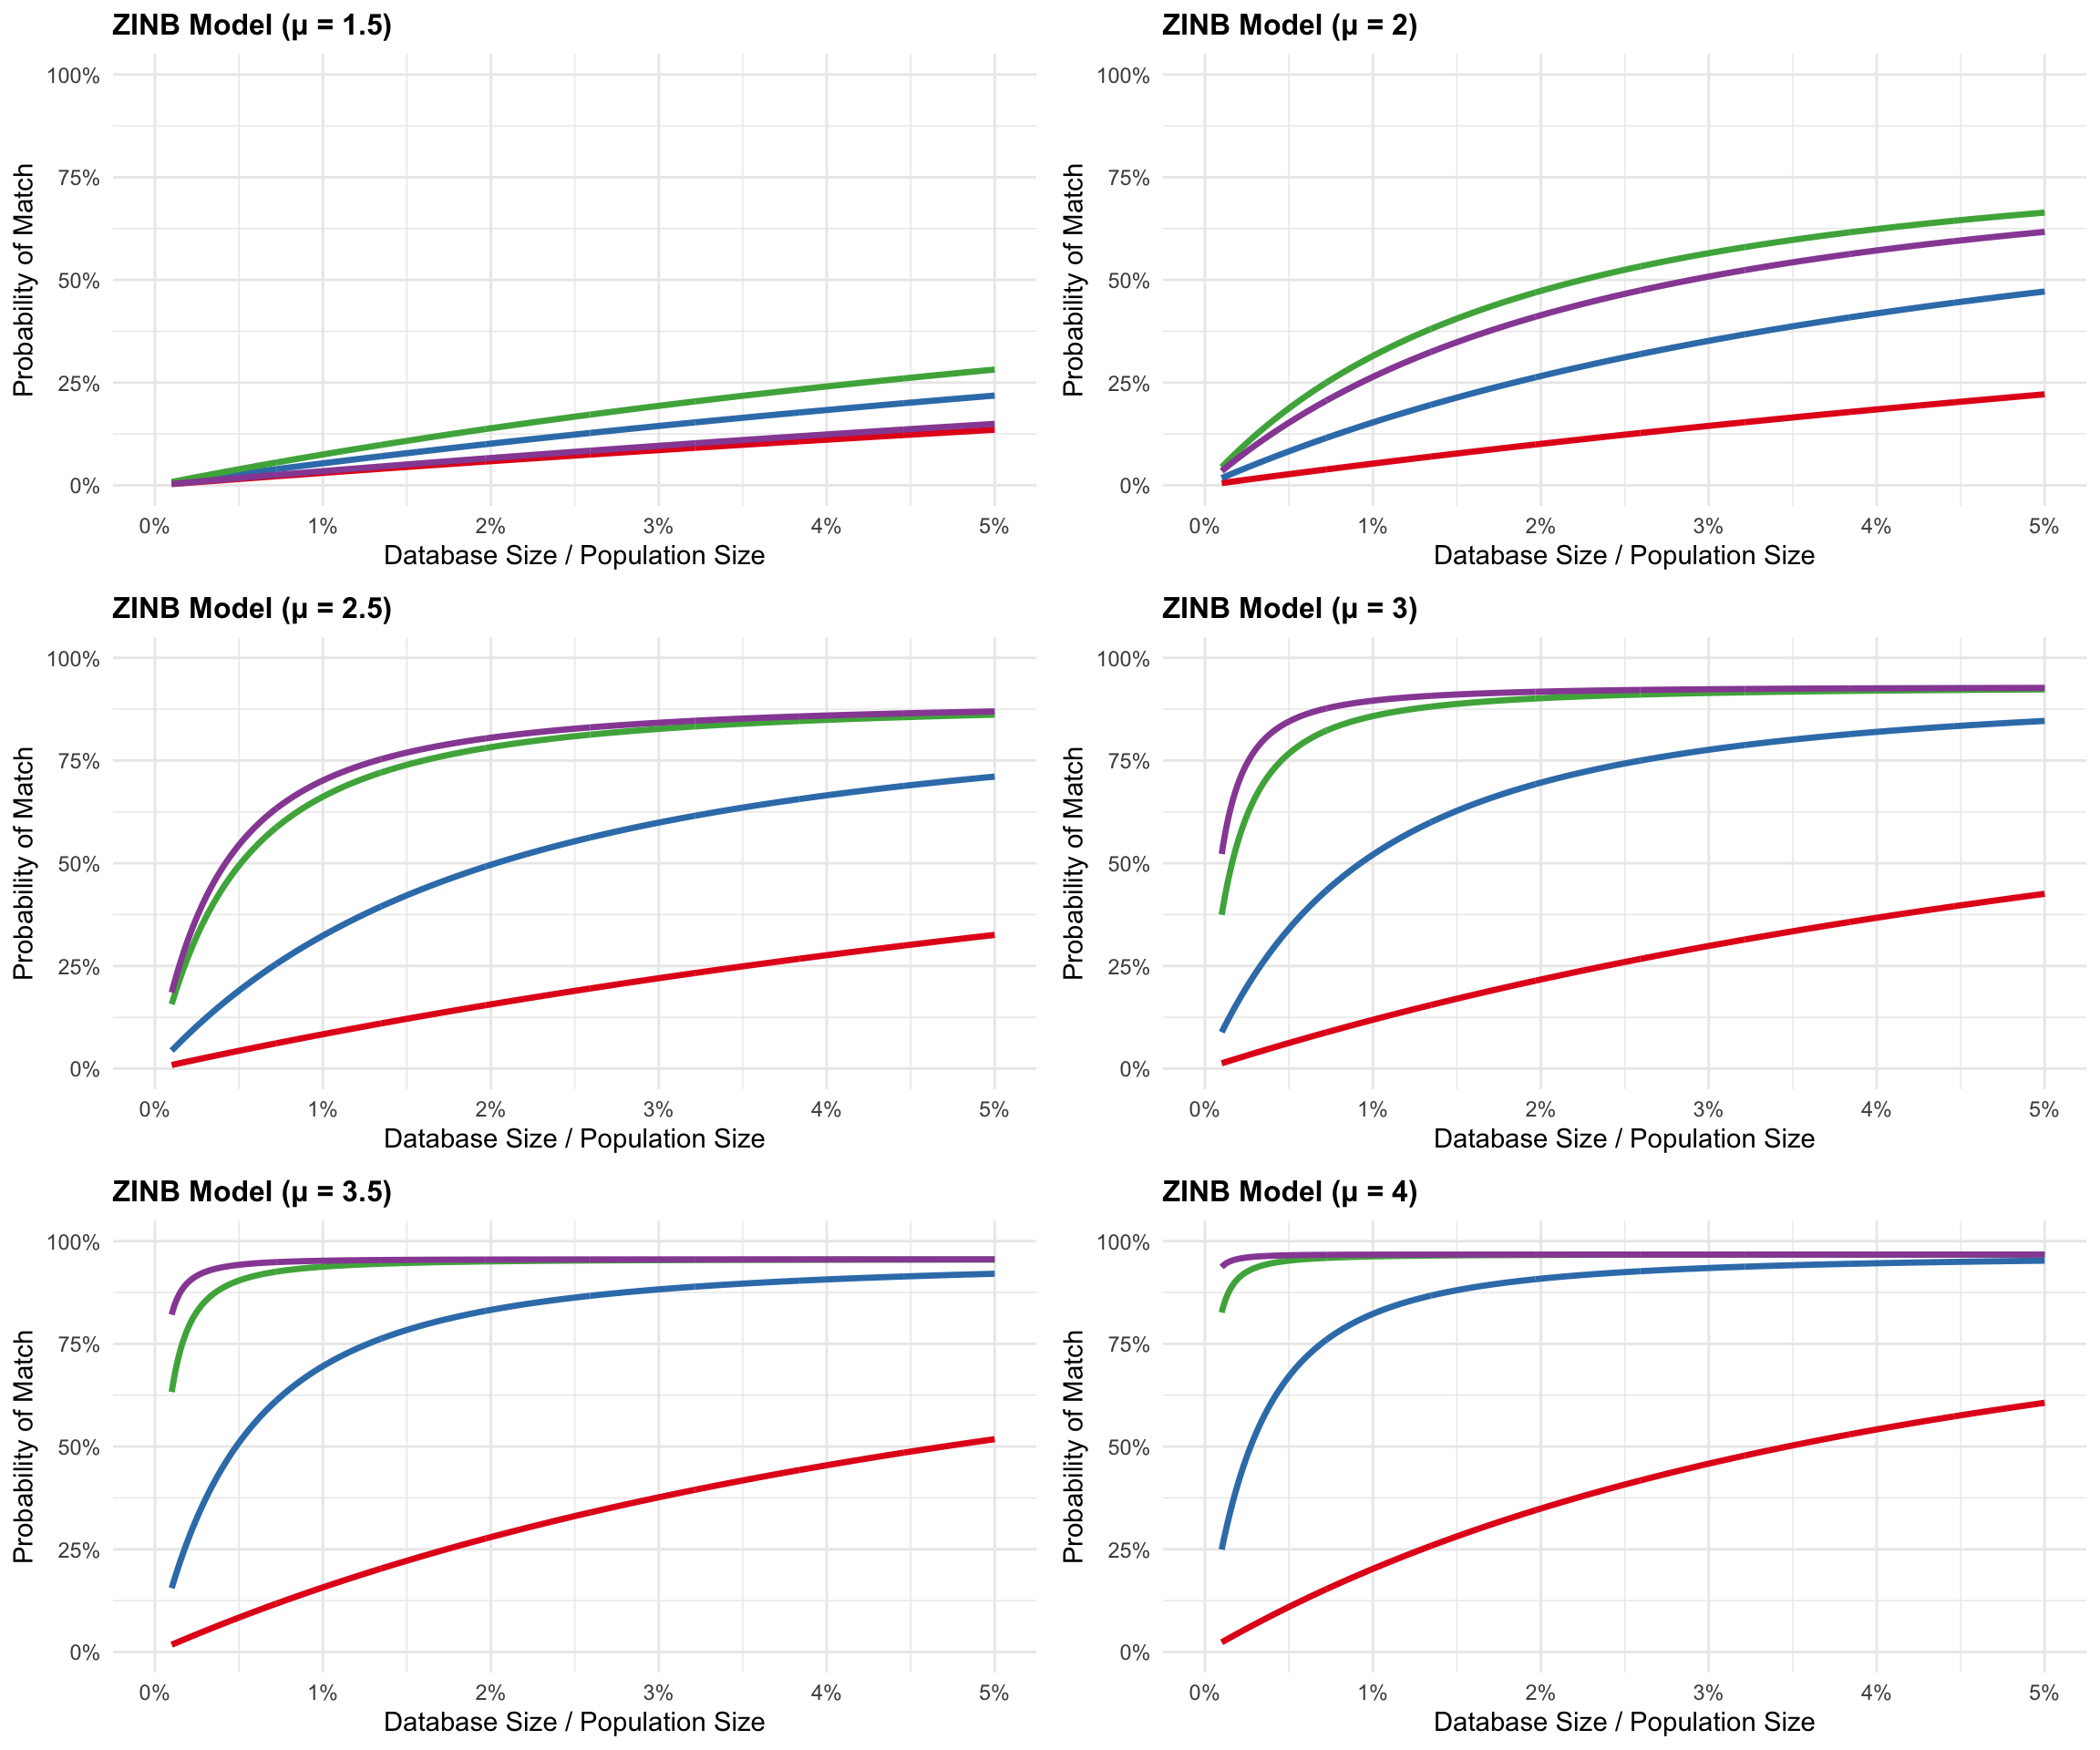 ZINB Model (μ = 1.5)
Probability of Match
100%
75%
50%
25%
0%
0% 1% 2% 3% 4% 5%
Database Size / Population Size
ZINB Model (μ = 2)
Probability of Match
100%
75%
50%
25%
0%
0% 1% 2% 3% 4% 5%
Database Size / Population Size
ZINB Model (μ = 2.5)
Probability of Match
100%
75%
50%
25%
0%
0% 1% 2% 3% 4% 5%
Database Size / Population Size
ZINB Model (μ = 3)
Probability of Match
100%
75%
50%
25%
0%
0% 1% 2% 3% 4% 5%
Database Size / Population Size
ZINB Model (μ = 3.5)
Probability of Match
100%
75%
50%
25%
0%
0% 1% 2% 3% 4% 5%
Database Size / Population Size
ZINB Model (μ = 4)
Probability of Match
100%
75%
50%
25%
0%
0% 1% 2% 3% 4% 5%
Database Size / Population Size